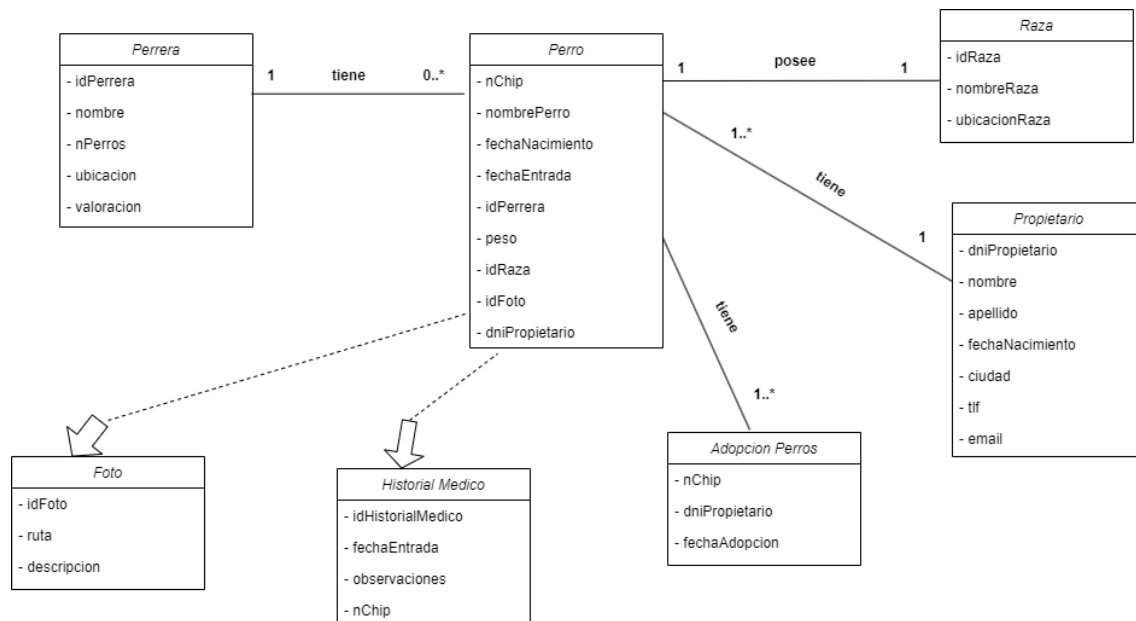 Perrera
- idPerrera
- nombre
- nPerros
- ubicacion
- valoracion
1 tiene 0..*
Perro
- nChip
- nombrePerro
- fechaNacimiento
- fechaEntrada
- idPerrera
- peso
- idRaza
- idFoto
- dniPropietario
1 posee 1
Raza
- idRaza
- nombreRaza
- ubicacionRaza
1..*
tiene
1
Propietario
- dniPropietario
- nombre
- apellido
- fechaNacimiento
- ciudad
- tlf
- email
tiene
1..*
Foto
- idFoto
- ruta
- descripcion
Historial Medico
- idHistorialMedico
- fechaEntrada
- observaciones
- nChip
Adopcion Perros
- nChip
- dniPropietario
- fechaAdopcion